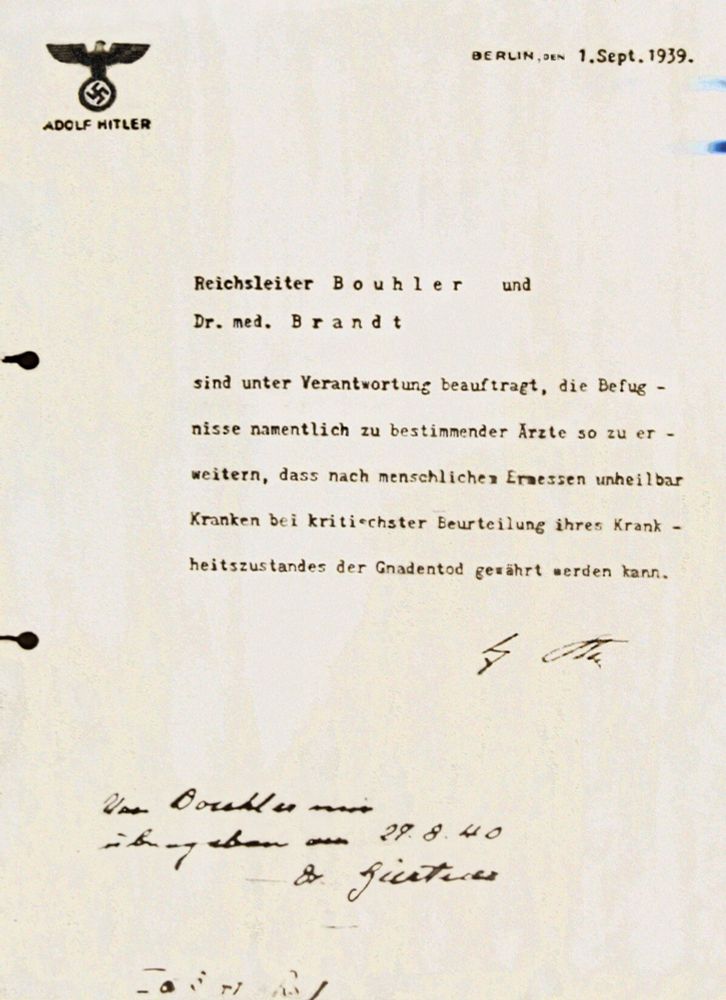 ADOLF HITLER
BERLIN, DEN 1.Sept.1939.
Reichsleiter Bouhler und
Dr. med. Brandt
sind unter Verantwortung beauftragt, die Befug -
nisse namentlich zu bestimmender Ärzte so zu er -
weitern, dass nach menschlichem Ermessen unheilbar
Kranken bei kritischster Beurteilung ihres Krank -
heitszustandes der Gnadentod gewährt werden kann.
Von Bouhler mir
übergeben am 27.8.40
Dr Gürtner